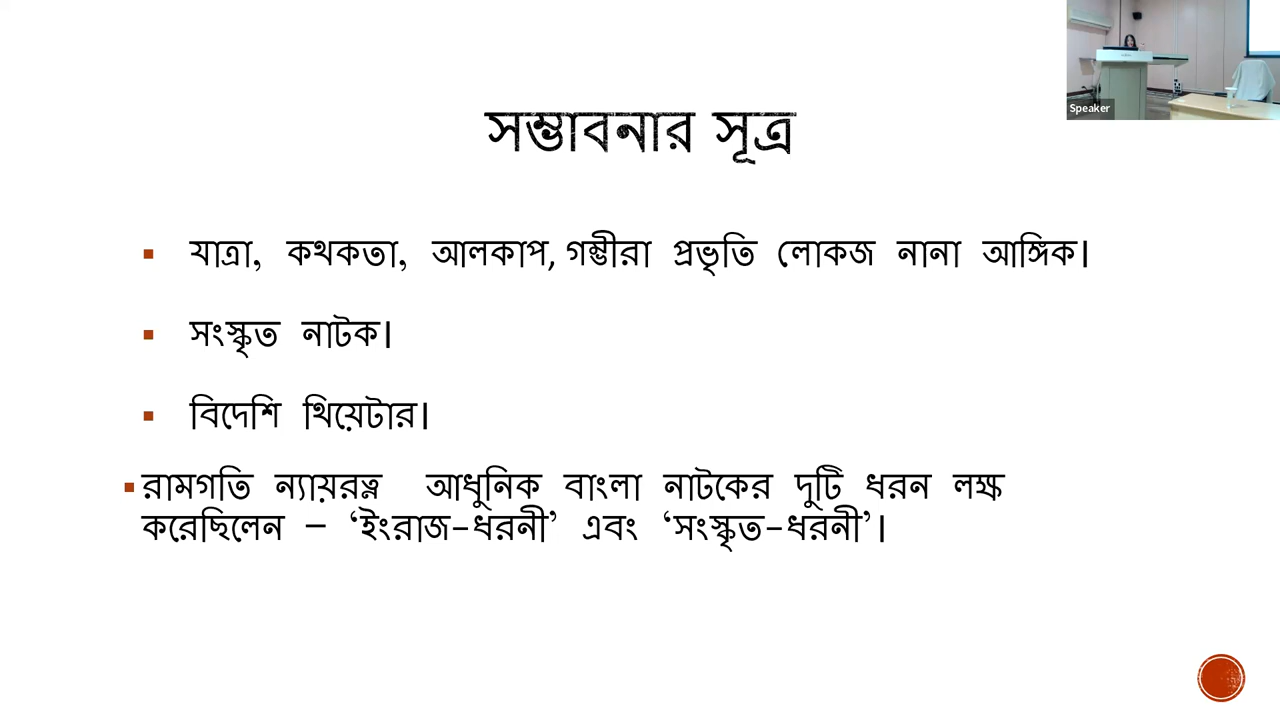 Speaker
সম্ভাবনার সূত্র
যাত্রা, কথকতা, আলকাপ, গম্ভীরা প্রভৃতি লোকজ নানা আঙ্গিক।
সংস্কৃত নাটক।
বিদেশি থিয়েটার।
রামগতি ন্যায়রত্ন আধুনিক বাংলা নাটকের দুটি ধরন লক্ষ
করেছিলেন – ‘ইংরাজ-ধরনী’ এবং ‘সংস্কৃত-ধরনী’।